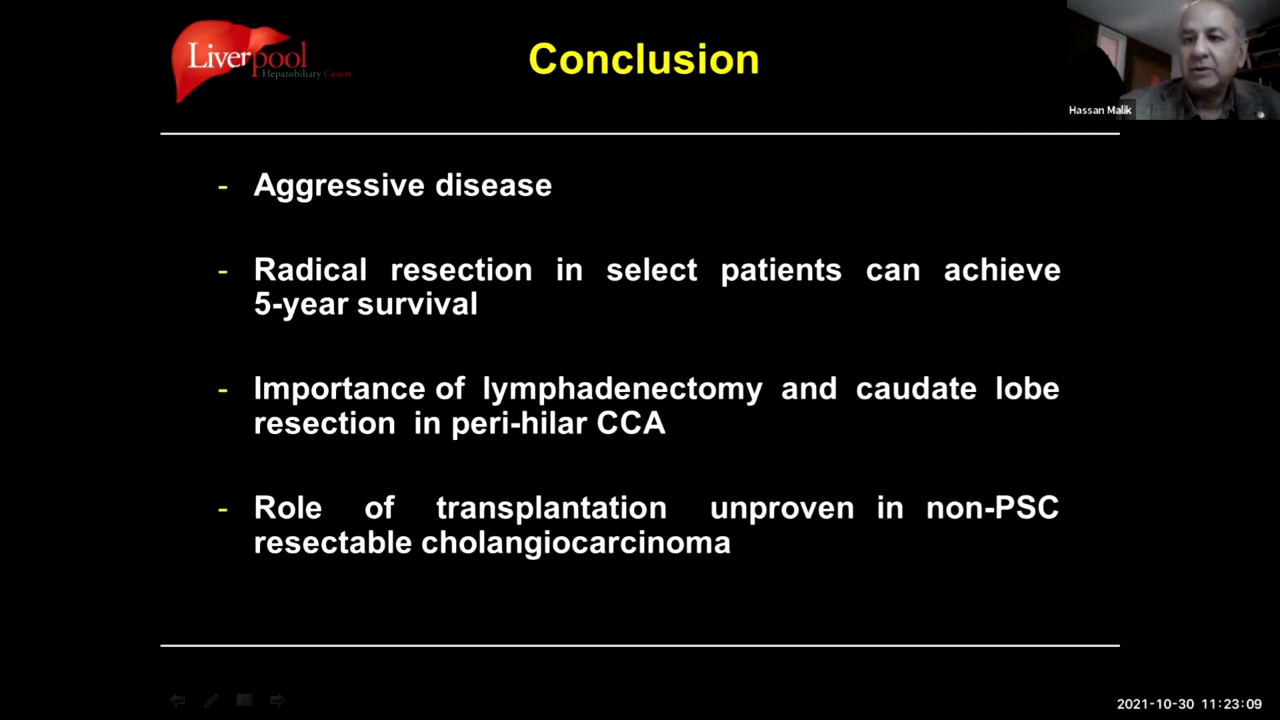 Liverpool
Hepatobiliary Centre
Conclusion
Hassan Malik
- Aggressive disease
- Radical resection in select patients can achieve
5-year survival
- Importance of lymphadenectomy and caudate lobe
resection in peri-hilar CCA
- Role of transplantation unproven in non-PSC
resectable cholangiocarcinoma
2021-10-30 11:23:09